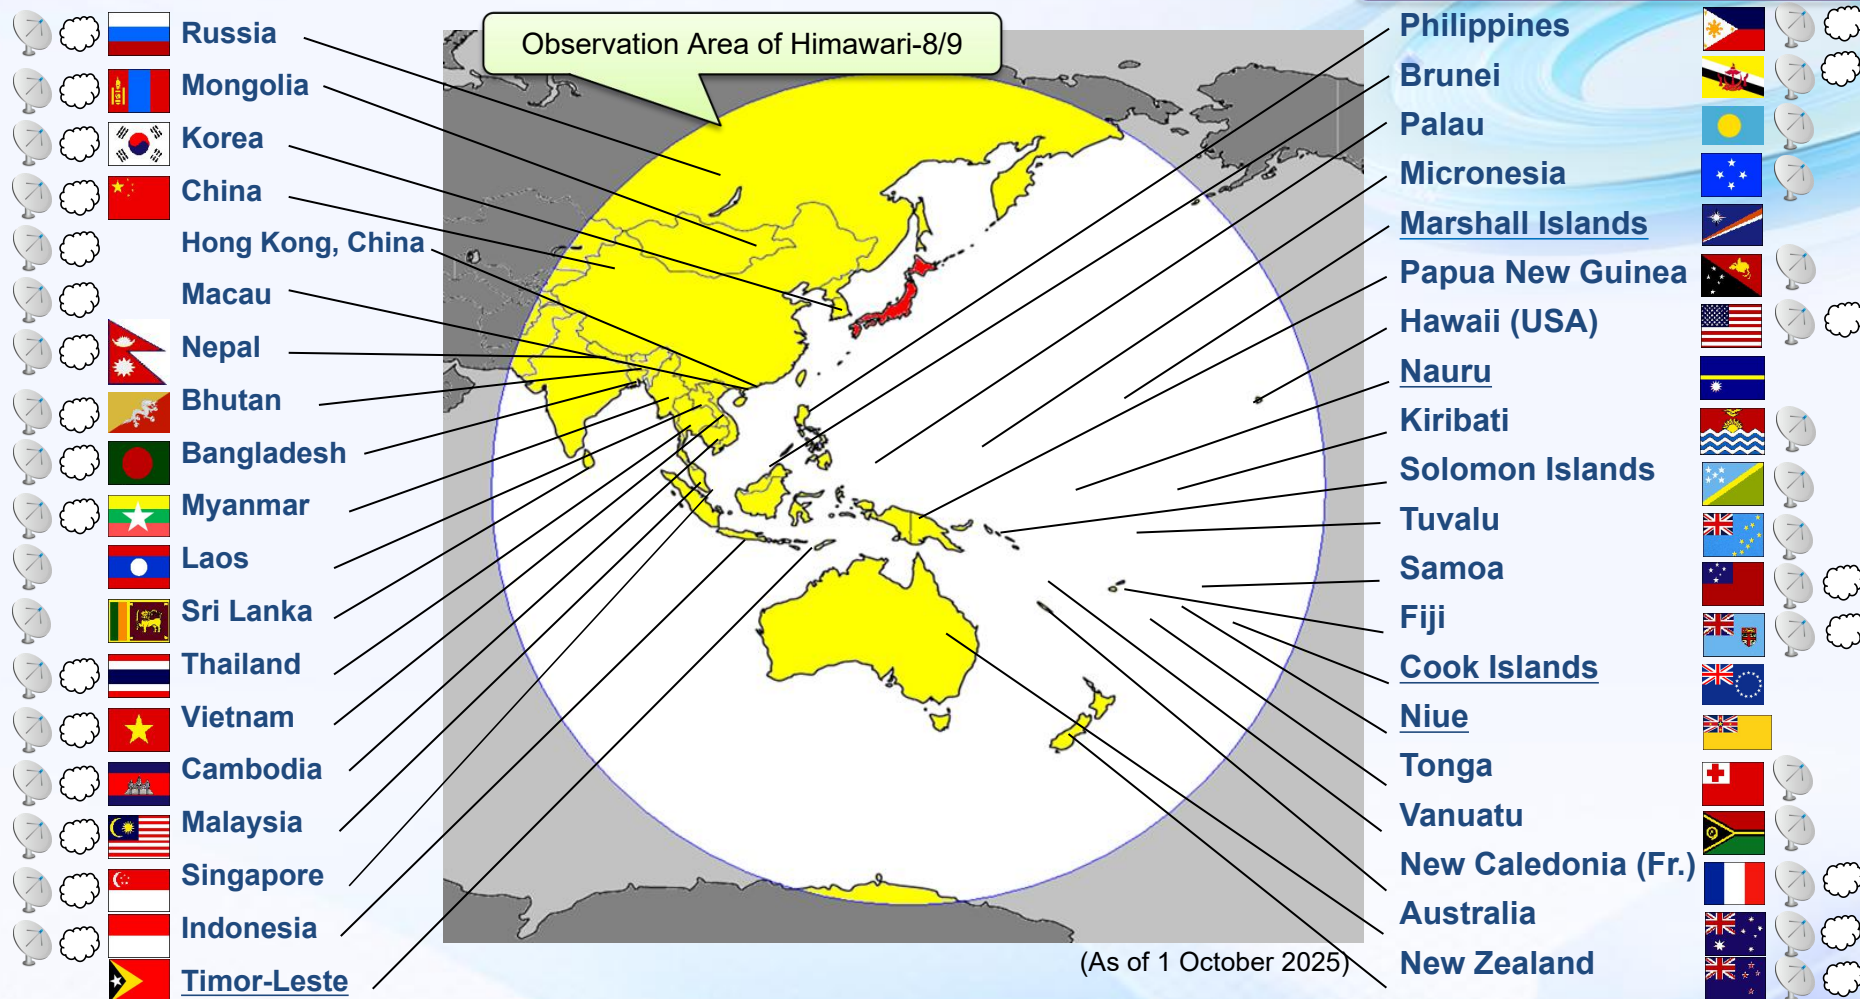 Observation Area of Himawari-8/9
Russia
Mongolia
Korea
China
Hong Kong, China
Macau
Nepal
Bhutan
Bangladesh
Myanmar
Laos
Sri Lanka
Thailand
Vietnam
Cambodia
Malaysia
Singapore
Indonesia
Timor-Leste
Philippines
Brunei
Palau
Micronesia
Marshall Islands
Papua New Guinea
Hawaii (USA)
Nauru
Kiribati
Solomon Islands
Tuvalu
Samoa
Fiji
Cook Islands
Niue
Tonga
Vanuatu
New Caledonia (Fr.)
Australia
New Zealand
(As of 1 October 2025)